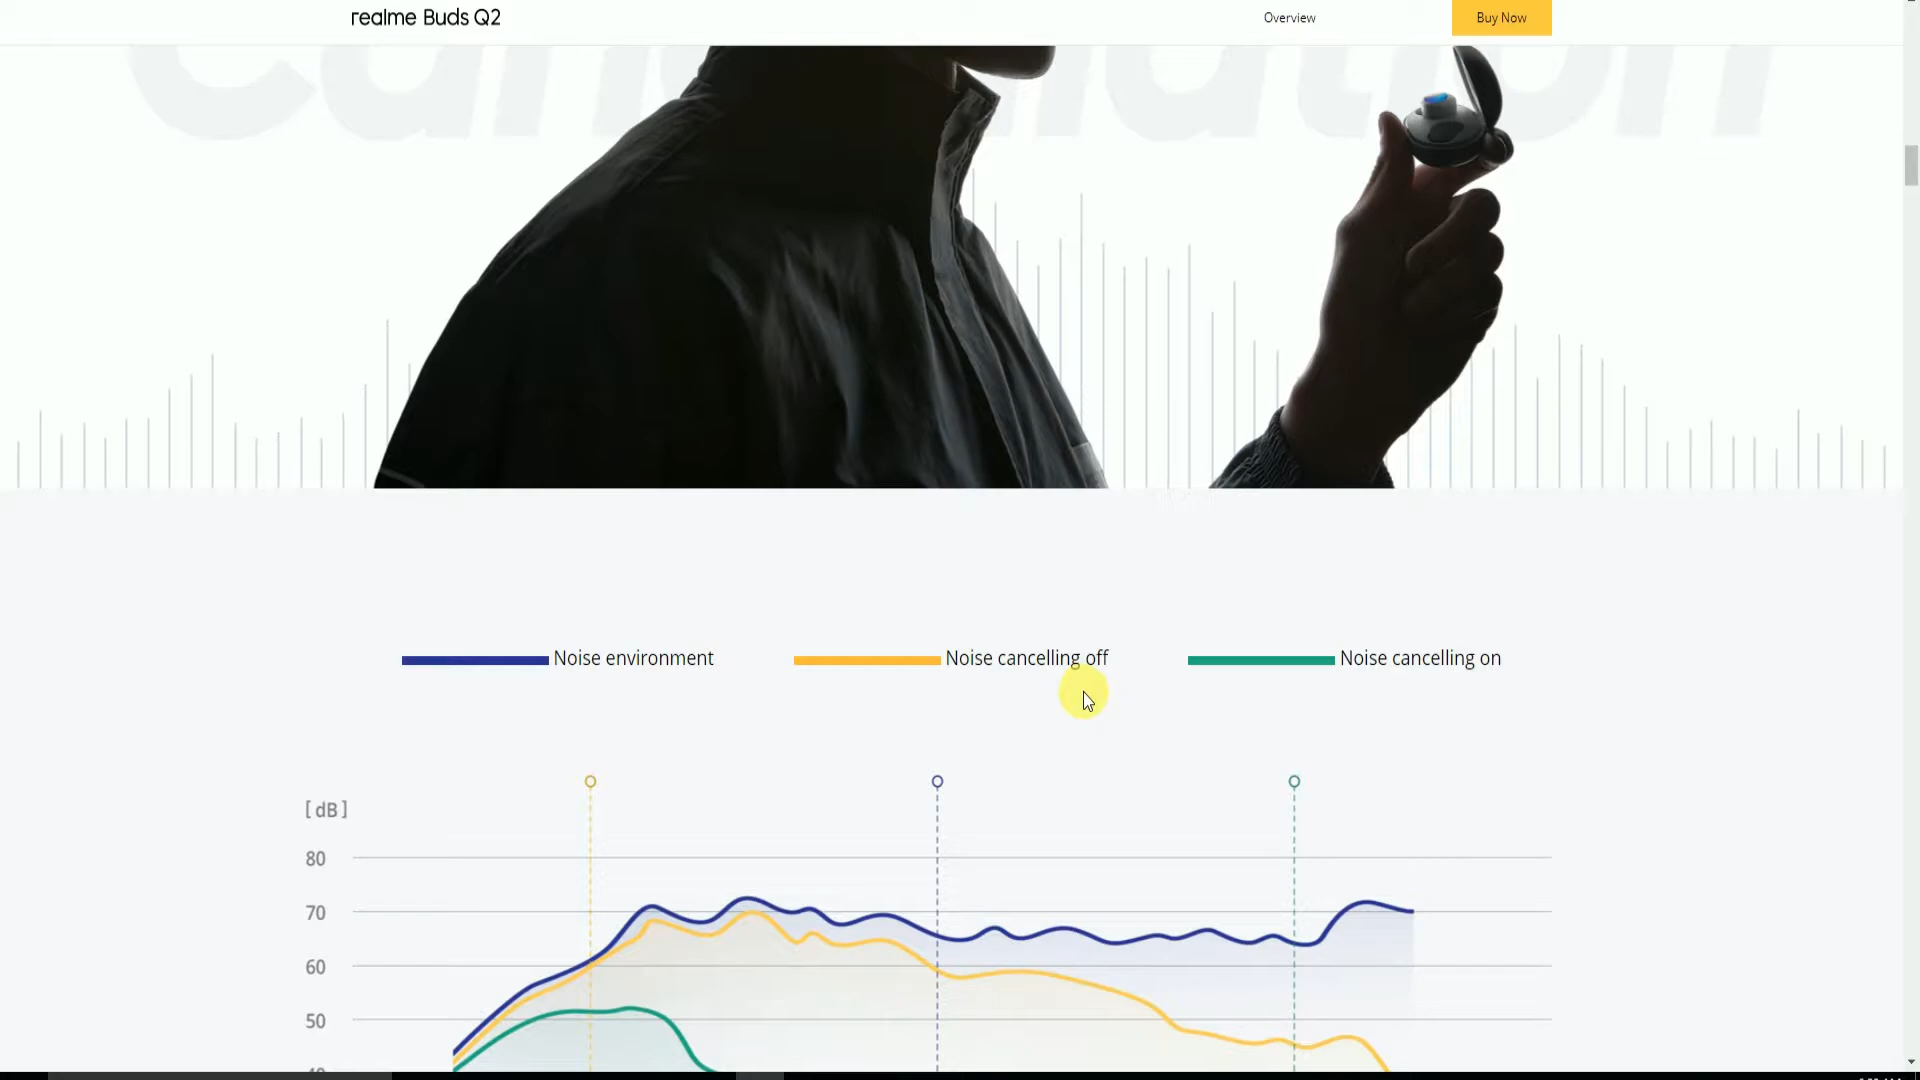 realme Buds Q2
Overview
Buy Now
Cancellation
Noise environment
Noise cancelling off
Noise cancelling on
[ dB ]
80
70
60
50